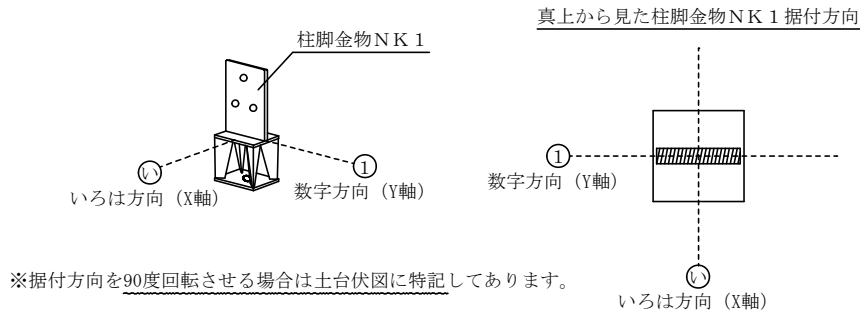 真上から見た柱脚金物NK1据付方向
柱脚金物NK1
い
いろは方向 (X軸)
1
数字方向 (Y軸)
1
数字方向 (Y軸)
い
いろは方向 (X軸)
※据付方向を90度回転させる場合は土台伏図に特記してあります。